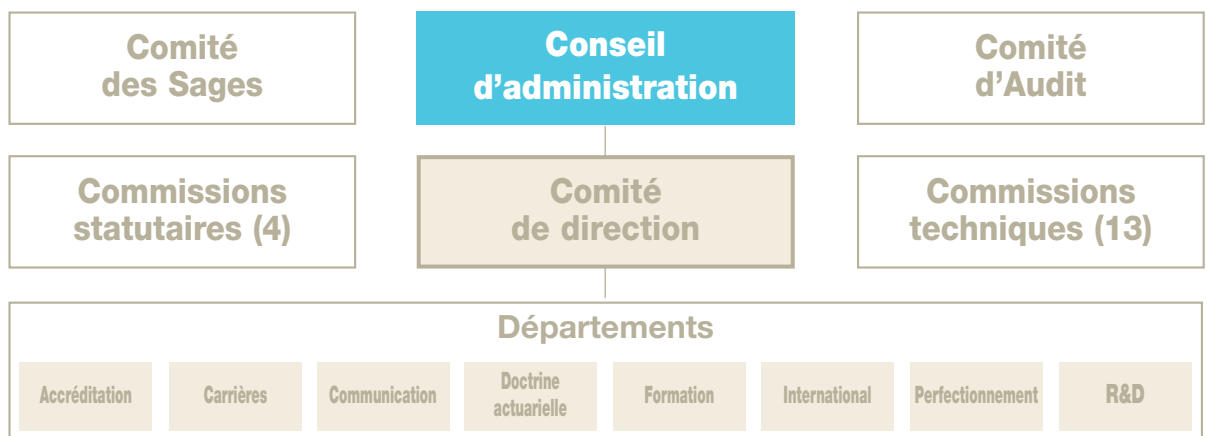 Comité
des Sages
Conseil
d’administration
Comité
d’Audit
Commissions
statutaires (4)
Comité
de direction
Commissions
techniques (13)
Départements
Accréditation
Carrières
Communication
Doctrine
actuarielle
Formation
International
Perfectionnement
R&D